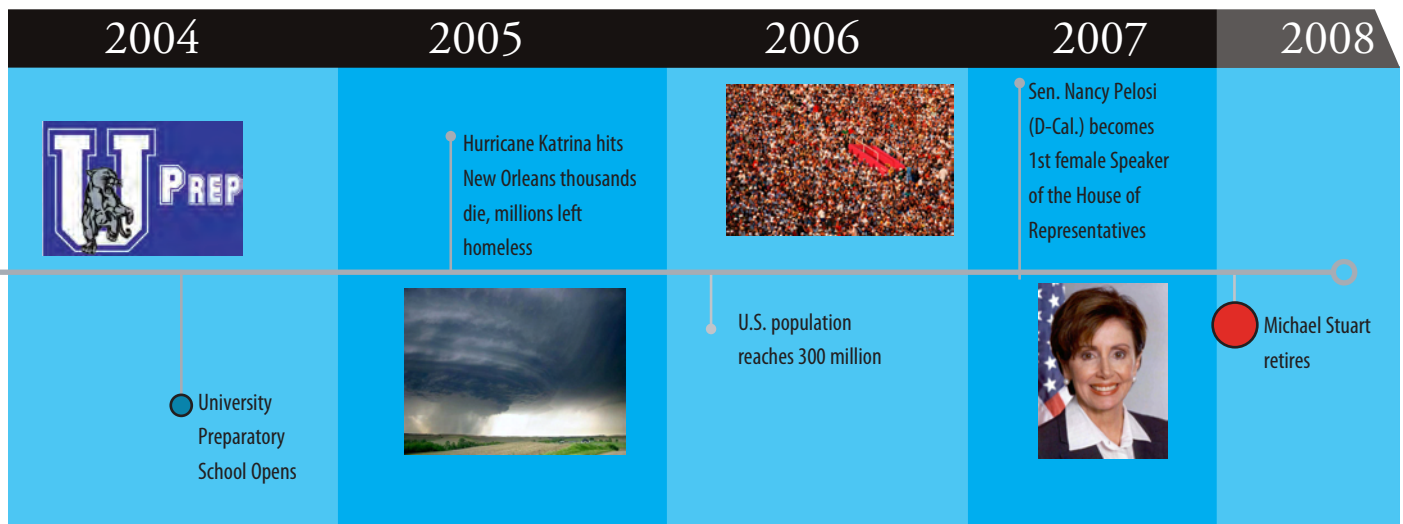 2004
2005
2006
2007
2008
U PREP
Hurricane Katrina hits
New Orleans thousands
die, millions left
homeless
Sen. Nancy Pelosi
(D-Cal.) becomes
1st female Speaker
of the House of
Representatives
University
Preparatory
School Opens
U.S. population
reaches 300 million
Michael Stuart
retires